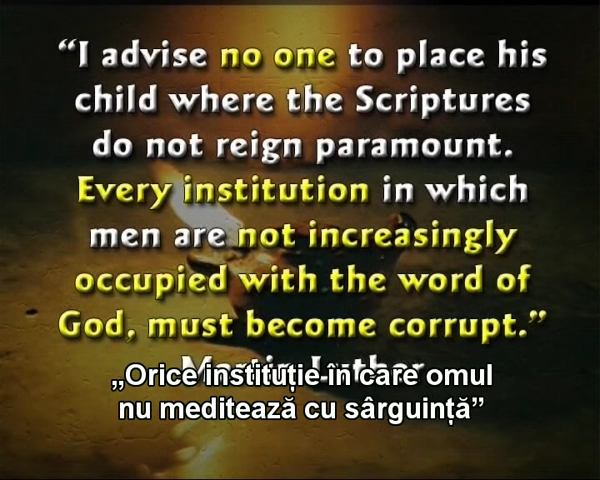 “I advise no one to place his
child where the Scriptures
do not reign paramount.
Every institution in which
men are not increasingly
occupied with the word of
God, must become corrupt.”
Martin Luther
„Orice instituție în care omul
nu meditează cu sârguință”